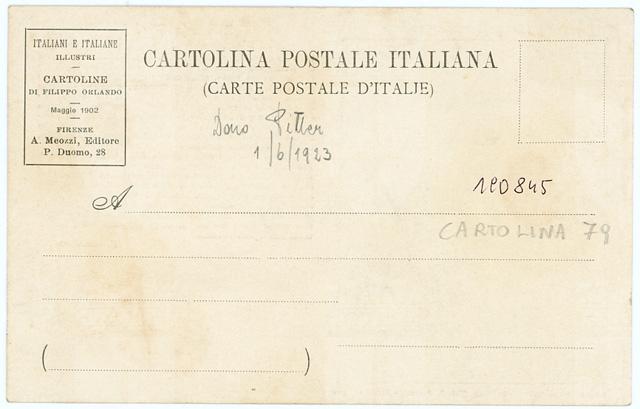 ITALIANI E ITALIANE
ILLUSTRI
CARTOLINE
DI FILIPPO ORLANDO
Maggio 1902
FIRENZE
A. Meozzi, Editore
P. Duomo, 28
CARTOLINA POSTALE ITALIANA
(CARTE POSTALE D'ITALIE)
Dono Ritter
1/6/1923
120845
A
CARTOLINA 79
( )